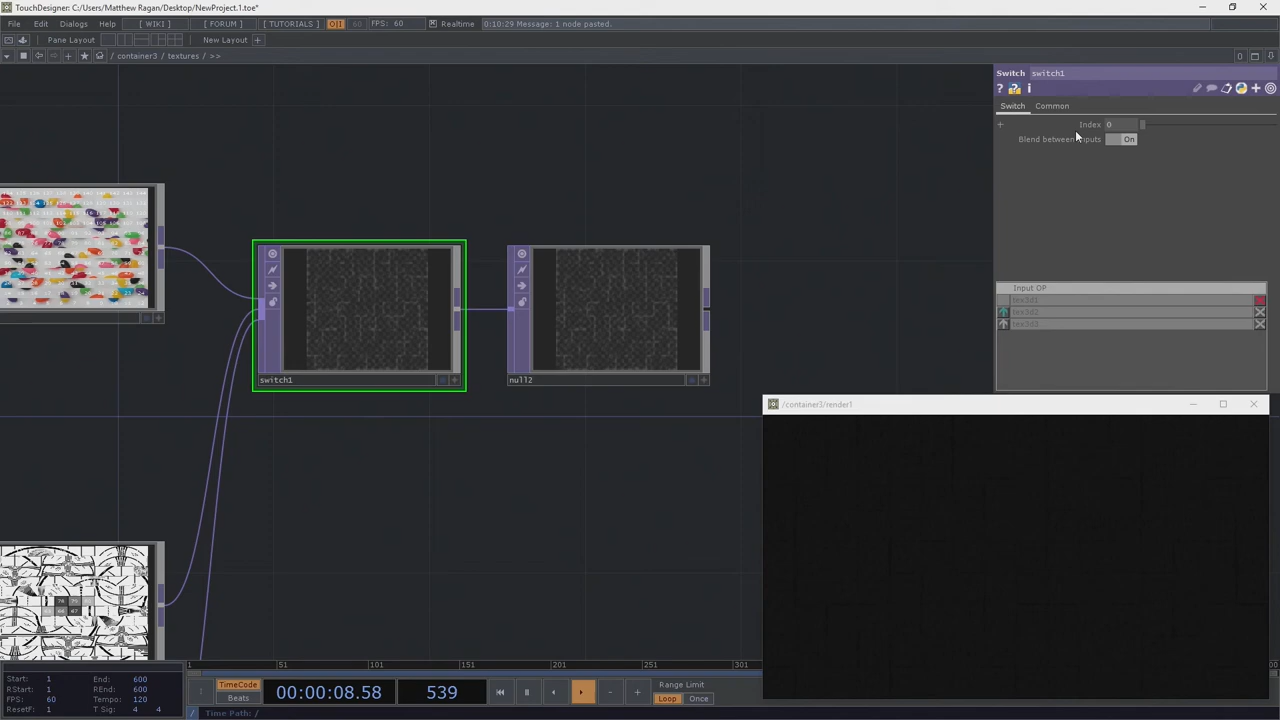 TouchDesigner: C:/Users/Matthew Ragan/Desktop/NewProject.1.toe*
File Edit Dialogs Help [ WIKI ] [ FORUM ] [ TUTORIALS ] O|I FPS: 60 Realtime 0:10:29 Message: 1 node pasted.
Pane Layout New Layout +
/ container3 / textures / >>
Switch switch1
Switch Common
Index 0
Blend between inputs On
Input OP
tex3d1
tex3d2
tex3d3
switch1
null2
/container3/render1
1 51 101 151 201 251 301
Start: 1 End: 600
RStart: 1 REnd: 600
FPS: 60 Tempo: 120
ResetF: 1 T Sig: 4 4
TimeCode
Beats
00:00:08.58
539
Range Limit
Loop Once
/ Time Path: /